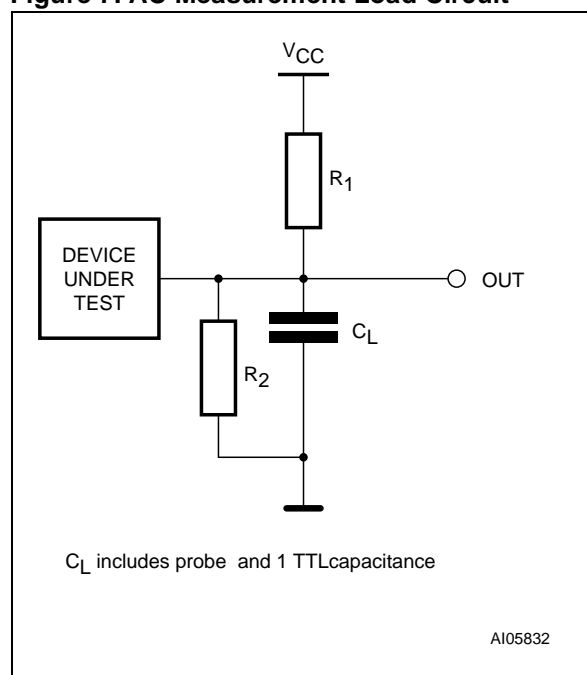 Figure AC Measurement Load Circuit
VCC
R1
DEVICE
UNDER
TEST
OUT
CL
R2
CL includes probe and 1 TTLcapacitance
AI05832